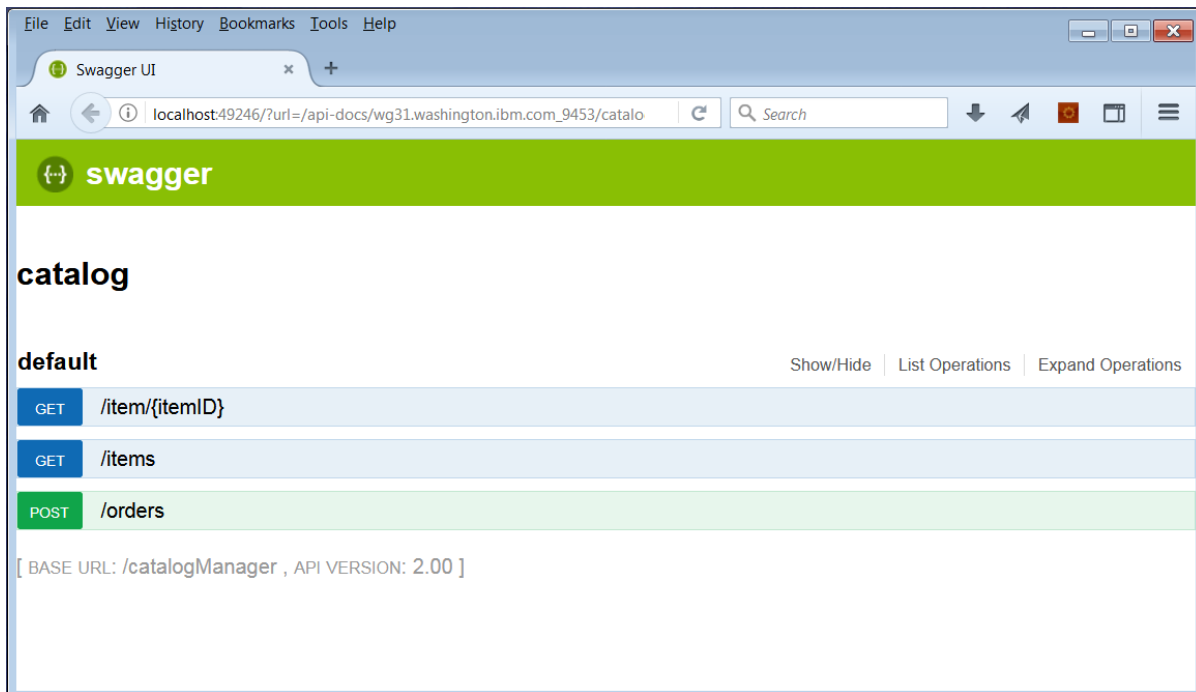 File Edit View History Bookmarks Tools Help
Swagger UI
localhost:49246/?url=/api-docs/wg31.washington.ibm.com_9453/catalo
Search
swagger
catalog
default
Show/Hide List Operations Expand Operations
GET /item/{itemID}
GET /items
POST /orders
[ BASE URL: /catalogManager , API VERSION: 2.00 ]